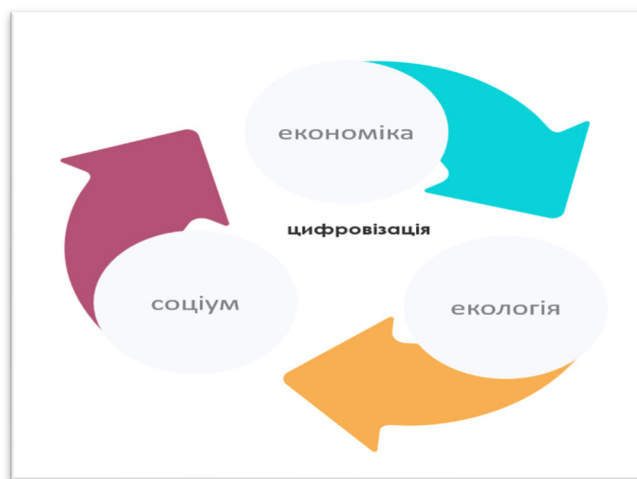 економіка
цифровізація
соціум
екологія